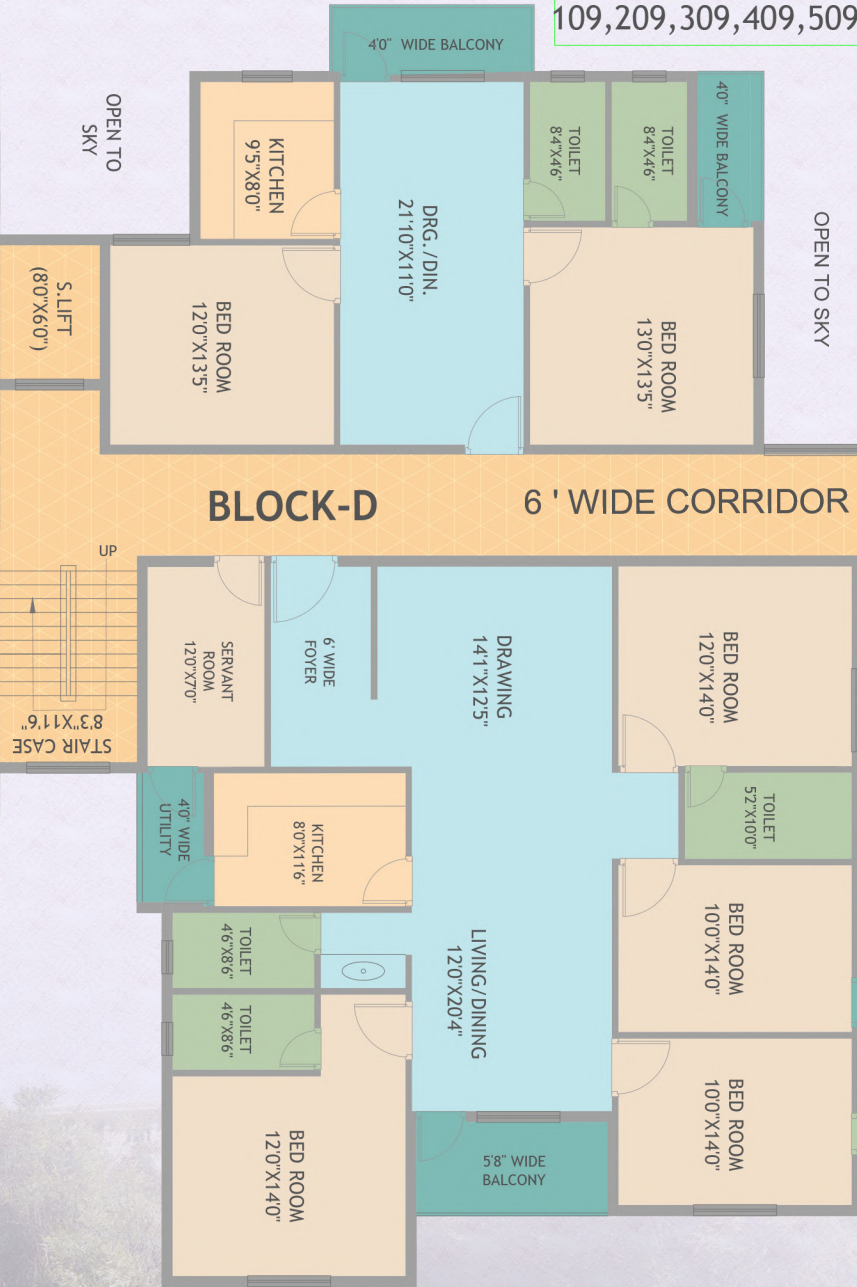 109,209,309,409,509
4'0" WIDE BALCONY
OPEN TO
SKY
KITCHEN
9'5"X8'0"
DRG./DIN.
21'10"X11'0"
TOILET
8'4"X4'6"
TOILET
8'4"X4'6"
4'0" WIDE BALCONY
OPEN TO SKY
S.LIFT
(8'0"X6'0")
BED ROOM
12'0"X13'5"
BED ROOM
13'0"X13'5"
BLOCK-D
6 ' WIDE CORRIDOR
UP
STAIR CASE
8'3"X11'6"
SERVANT
ROOM
12'0"X7'0"
6' WIDE
FOYER
DRAWING
14'1"X12'5"
BED ROOM
12'0"X14'0"
4'0" WIDE
UTILITY
KITCHEN
8'0"X11'6"
TOILET
5'2"X10'0"
TOILET
4'6"X8'6"
LIVING/DINING
12'0"X20'4"
BED ROOM
10'0"X14'0"
TOILET
4'6"X8'6"
BED ROOM
12'0"X14'0"
5'8" WIDE
BALCONY
BED ROOM
10'0"X14'0"